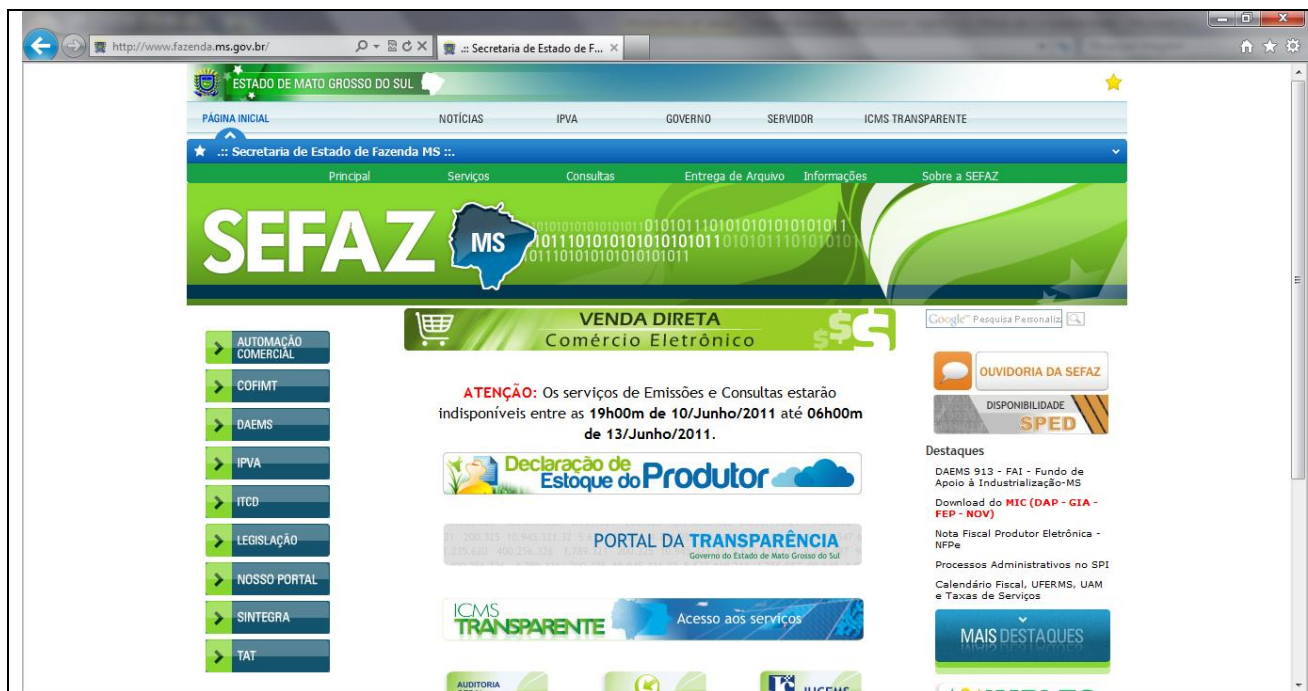 http://www.fazenda.ms.gov.br/
.:: Secretaria de Estado de F...
ESTADO DE MATO GROSSO DO SUL
PÁGINA INICIAL NOTÍCIAS IPVA GOVERNO SERVIDOR ICMS TRANSPARENTE
.:: Secretaria de Estado de Fazenda MS ::.
Principal Serviços Consultas Entrega de Arquivo Informações Sobre a SEFAZ
SEFAZ MS
AUTOMAÇÃO
COMERCIAL
COFIMT
DAEMS
IPVA
ITCD
LEGISLAÇÃO
NOSSO PORTAL
SINTEGRA
TAT
VENDA DIRETA
Comércio Eletrônico
ATENÇÃO: Os serviços de Emissões e Consultas estarão
indisponíveis entre as 19h00m de 10/Junho/2011 até 06h00m
de 13/Junho/2011.
Declaração de
Estoque do Produtor
PORTAL DA TRANSPARÊNCIA
Governo do Estado de Mato Grosso do Sul
ICMS
TRANSPARENTE
Acesso aos serviços
AUDITORIA
JUCEMS
Google™ Pesquisa Personaliz
OUVIDORIA DA SEFAZ
DISPONIBILIDADE
SPED
Destaques
DAEMS 913 - FAI - Fundo de
Apoio à Industrialização-MS
Download do MIC (DAP - GIA -
FEP - NOV)
Nota Fiscal Produtor Eletrônica -
NFPe
Processos Administrativos no SPI
Calendário Fiscal, UFERMS, UAM
e Taxas de Serviços
MAIS DESTAQUES